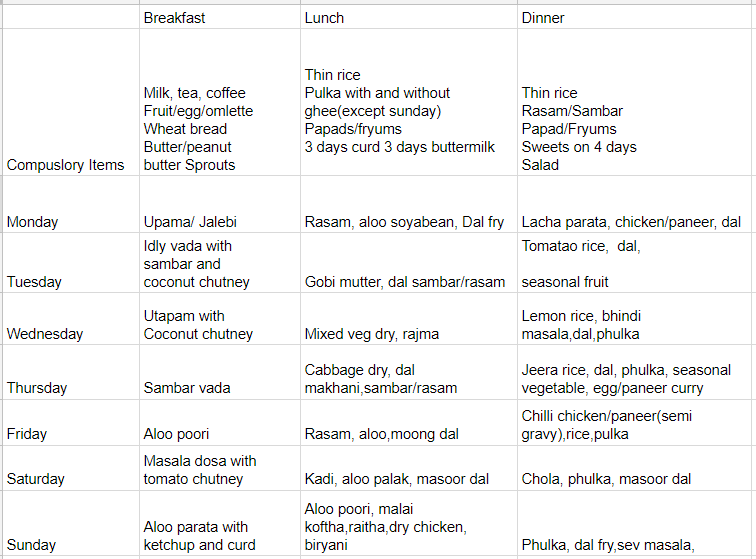 Breakfast Lunch Dinner
Compuslory Items
Milk, tea, coffee
Fruit/egg/omlette
Wheat bread
Butter/peanut
butter Sprouts
Thin rice
Pulka with and without
ghee(except sunday)
Papads/fryums
3 days curd 3 days buttermilk
Thin rice
Rasam/Sambar
Papad/Fryums
Sweets on 4 days
Salad
Monday
Upama/ Jalebi
Rasam, aloo soyabean, Dal fry
Lacha parata, chicken/paneer, dal
Tuesday
Idly vada with
sambar and
coconut chutney
Gobi mutter, dal sambar/rasam
Tomatao rice,  dal,
seasonal fruit
Wednesday
Utapam with
Coconut chutney
Mixed veg dry, rajma
Lemon rice, bhindi
masala,dal,phulka
Thursday
Sambar vada
Cabbage dry, dal
makhani,sambar/rasam
Jeera rice, dal, phulka, seasonal
vegetable, egg/paneer curry
Friday
Aloo poori
Rasam, aloo,moong dal
Chilli chicken/paneer(semi
gravy),rice,pulka
Saturday
Masala dosa with
tomato chutney
Kadi, aloo palak, masoor dal
Chola, phulka, masoor dal
Sunday
Aloo parata with
ketchup and curd
Aloo poori, malai
koftha,raitha,dry chicken,
biryani
Phulka, dal fry,sev masala,